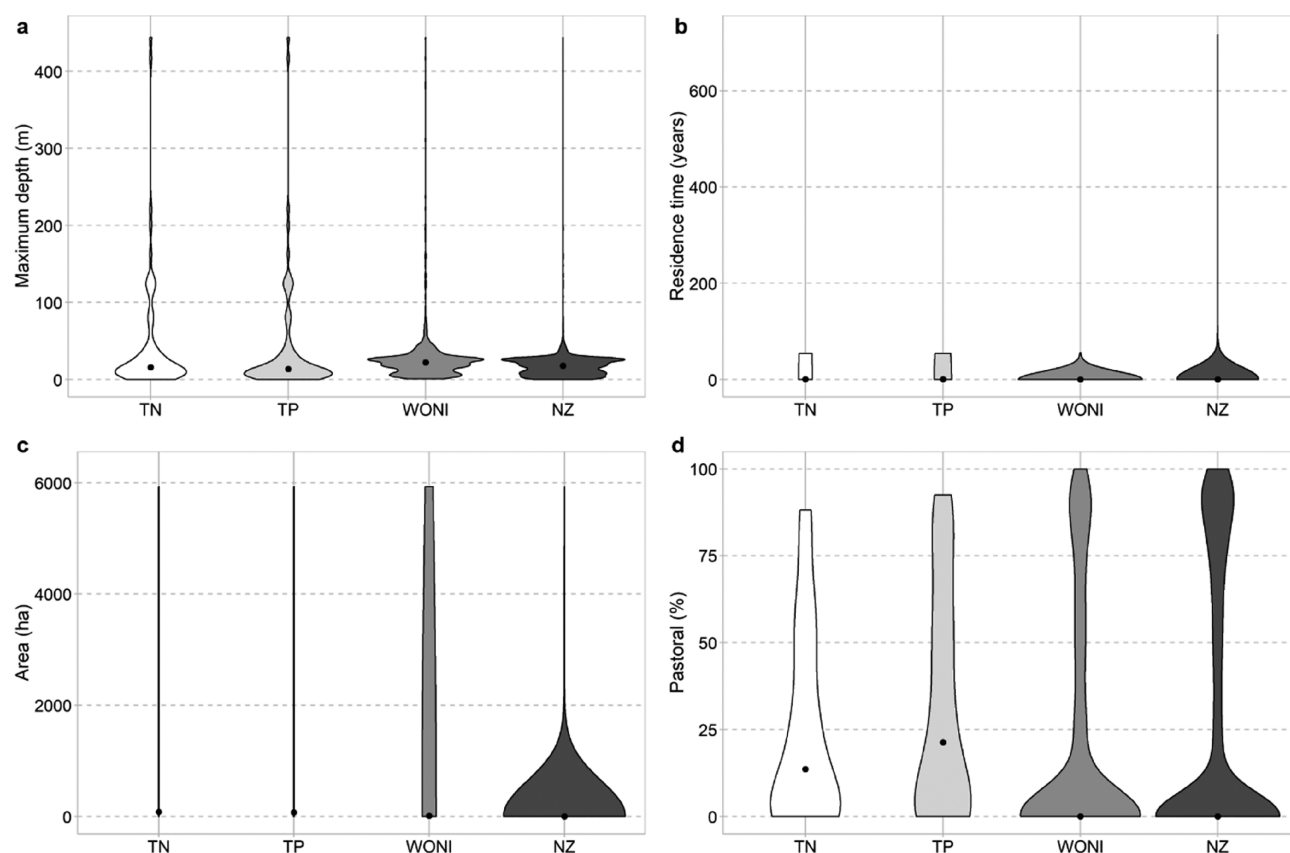 a
Maximum depth (m)
400
300
200
100
0
TN TP WONI NZ
b
Residence time (years)
600
400
200
0
TN TP WONI NZ
c
Area (ha)
6000
4000
2000
0
TN TP WONI NZ
d
Pastoral (%)
100
75
50
25
0
TN TP WONI NZ